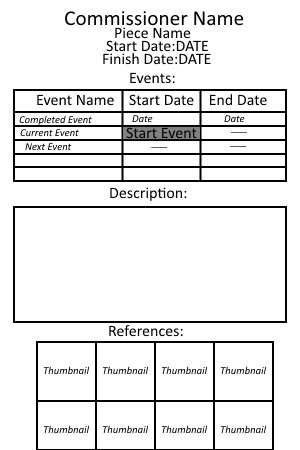 Commissioner Name
Piece Name
Start Date:DATE
Finish Date:DATE
Events:
Event Name Start Date End Date
Completed Event Date Date
Current Event Start Event —
Next Event — —
Description:
References:
Thumbnail Thumbnail Thumbnail Thumbnail
Thumbnail Thumbnail Thumbnail Thumbnail